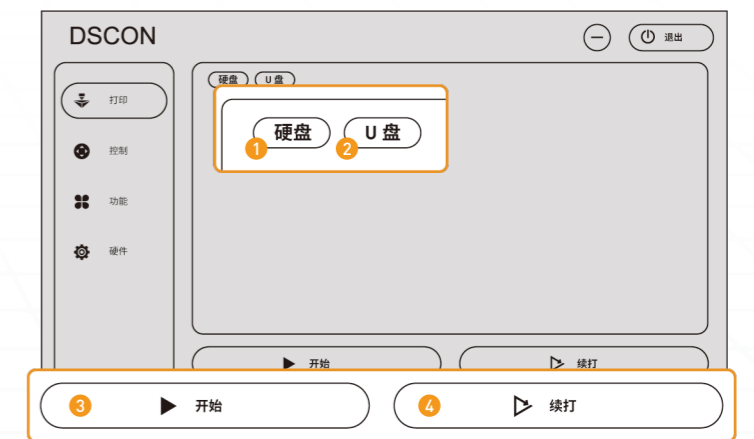 DSCON
退出
打印
控制
功能
硬件
硬盘 U 盘
1 硬盘 2 U 盘
开始 续打
3 开始 4 续打